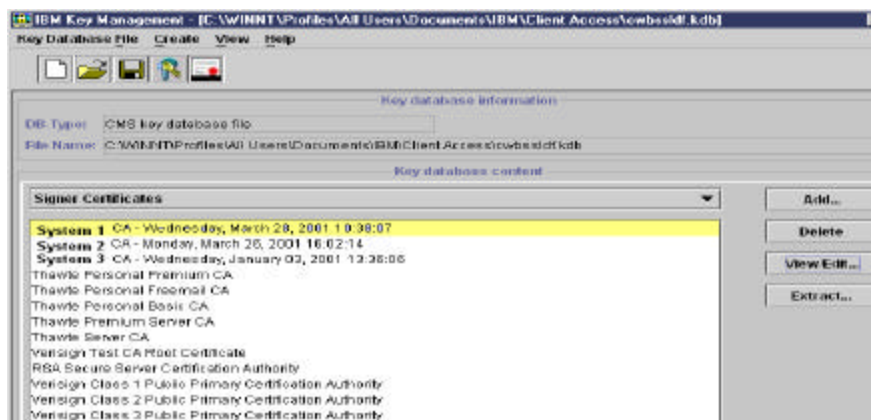 IBM Key Management - [C:\WINNT\Profiles\All Users\Documents\IBM\Client Access\cwbssldf.kdb]
Key Database File Create View Help
Key database information
DB-Type: CMS key database file
File Name: C:\WINNT\Profiles\All Users\Documents\IBM\Client Access\cwbssldf.kdb
Key database content
Signer Certificates
Add...
System 1 CA - Wednesday, March 28, 2001 10:38:07
Delete
System 2 CA - Monday, March 26, 2001 16:02:14
System 3 CA - Wednesday, January 03, 2001 13:36:06
View/Edit...
Thawte Personal Premium CA
Thawte Personal Freemail CA
Extract...
Thawte Personal Basic CA
Thawte Premium Server CA
Thawte Server CA
Verisign Test CA Root Certificate
RSA Secure Server Certification Authority
Verisign Class 1 Public Primary Certification Authority
Verisign Class 2 Public Primary Certification Authority
Verisign Class 3 Public Primary Certification Authority